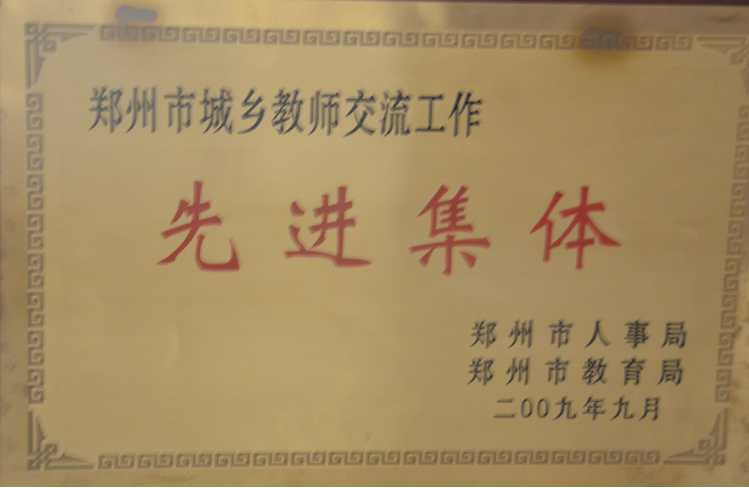 郑州市城乡教师交流工作
先进集体
郑州市人事局
郑州市教育局
二00九年九月